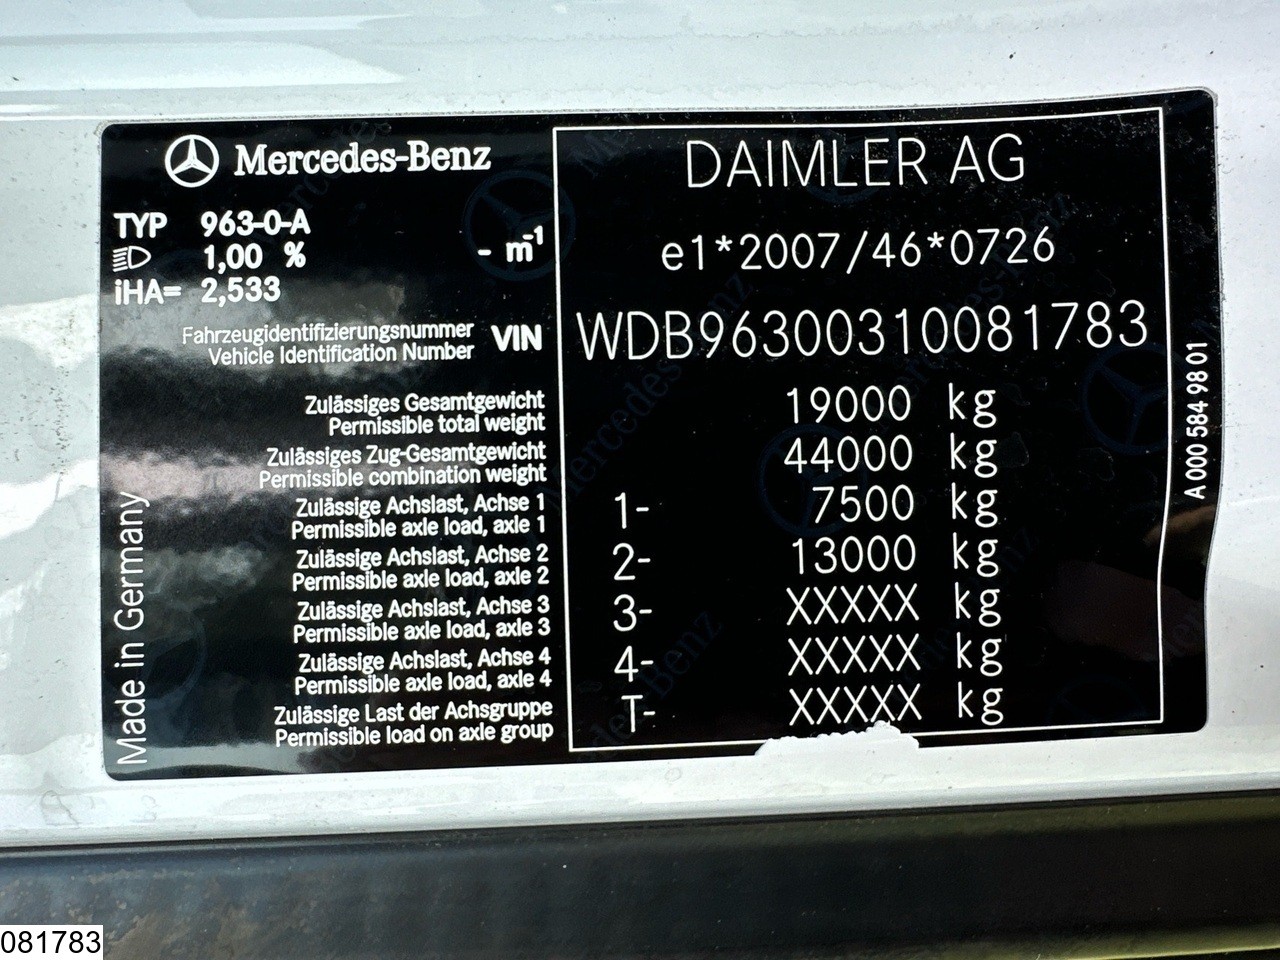 Mercedes-Benz
TYP 963-0-A
1,00 % - m-1
iHA= 2,533
Fahrzeugidentifizierungsnummer
Vehicle Identification Number
VIN
DAIMLER AG
e1*2007/46*0726
WDB96300310081783
Zulässiges Gesamtgewicht
Permissible total weight
19000 kg
Zulässiges Zug-Gesamtgewicht
Permissible combination weight
44000 kg
Zulässige Achslast, Achse 1
Permissible axle load, axle 1
1- 7500 kg
Zulässige Achslast, Achse 2
Permissible axle load, axle 2
2- 13000 kg
Zulässige Achslast, Achse 3
Permissible axle load, axle 3
3- XXXXX kg
Zulässige Achslast, Achse 4
Permissible axle load, axle 4
4- XXXXX kg
Zulässige Last der Achsgruppe
Permissible load on axle group
T- XXXXX kg
Made in Germany
A 000 584 98 01
081783